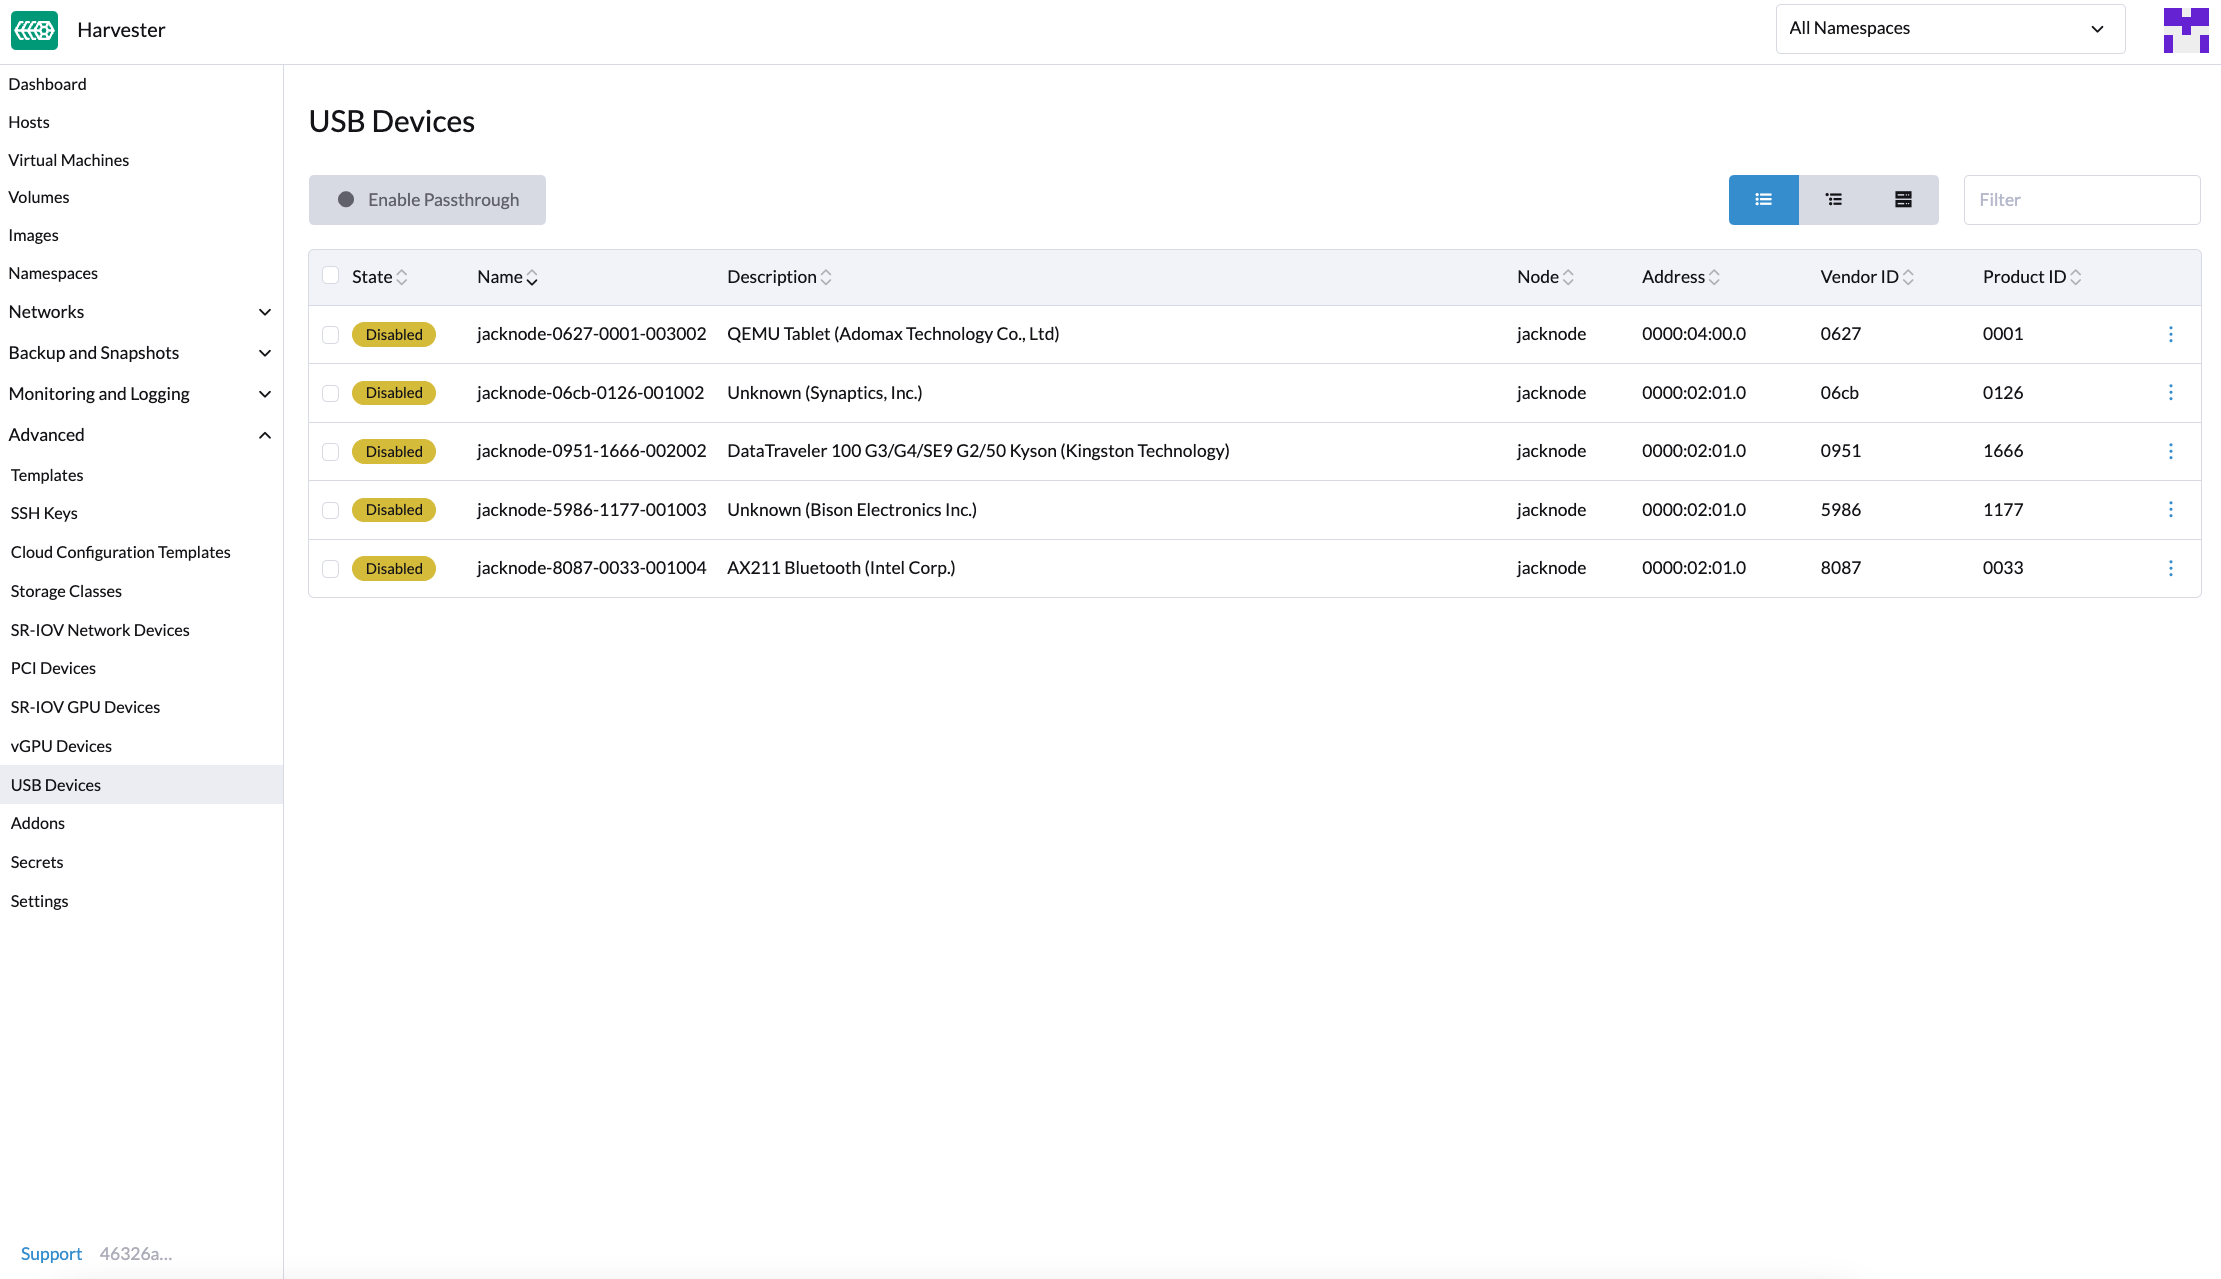 Harvester
All Namespaces
Dashboard
Hosts
Virtual Machines
Volumes
Images
Namespaces
Networks
Backup and Snapshots
Monitoring and Logging
Advanced
Templates
SSH Keys
Cloud Configuration Templates
Storage Classes
SR-IOV Network Devices
PCI Devices
SR-IOV GPU Devices
vGPU Devices
USB Devices
Addons
Secrets
Settings
Support 46326a...
USB Devices
Enable Passthrough
Filter
State Name Description Node Address Vendor ID Product ID
Disabled jacknode-0627-0001-003002 QEMU Tablet (Adomax Technology Co., Ltd) jacknode 0000:04:00.0 0627 0001
Disabled jacknode-06cb-0126-001002 Unknown (Synaptics, Inc.) jacknode 0000:02:01.0 06cb 0126
Disabled jacknode-0951-1666-002002 DataTraveler 100 G3/G4/SE9 G2/50 Kyson (Kingston Technology) jacknode 0000:02:01.0 0951 1666
Disabled jacknode-5986-1177-001003 Unknown (Bison Electronics Inc.) jacknode 0000:02:01.0 5986 1177
Disabled jacknode-8087-0033-001004 AX211 Bluetooth (Intel Corp.) jacknode 0000:02:01.0 8087 0033